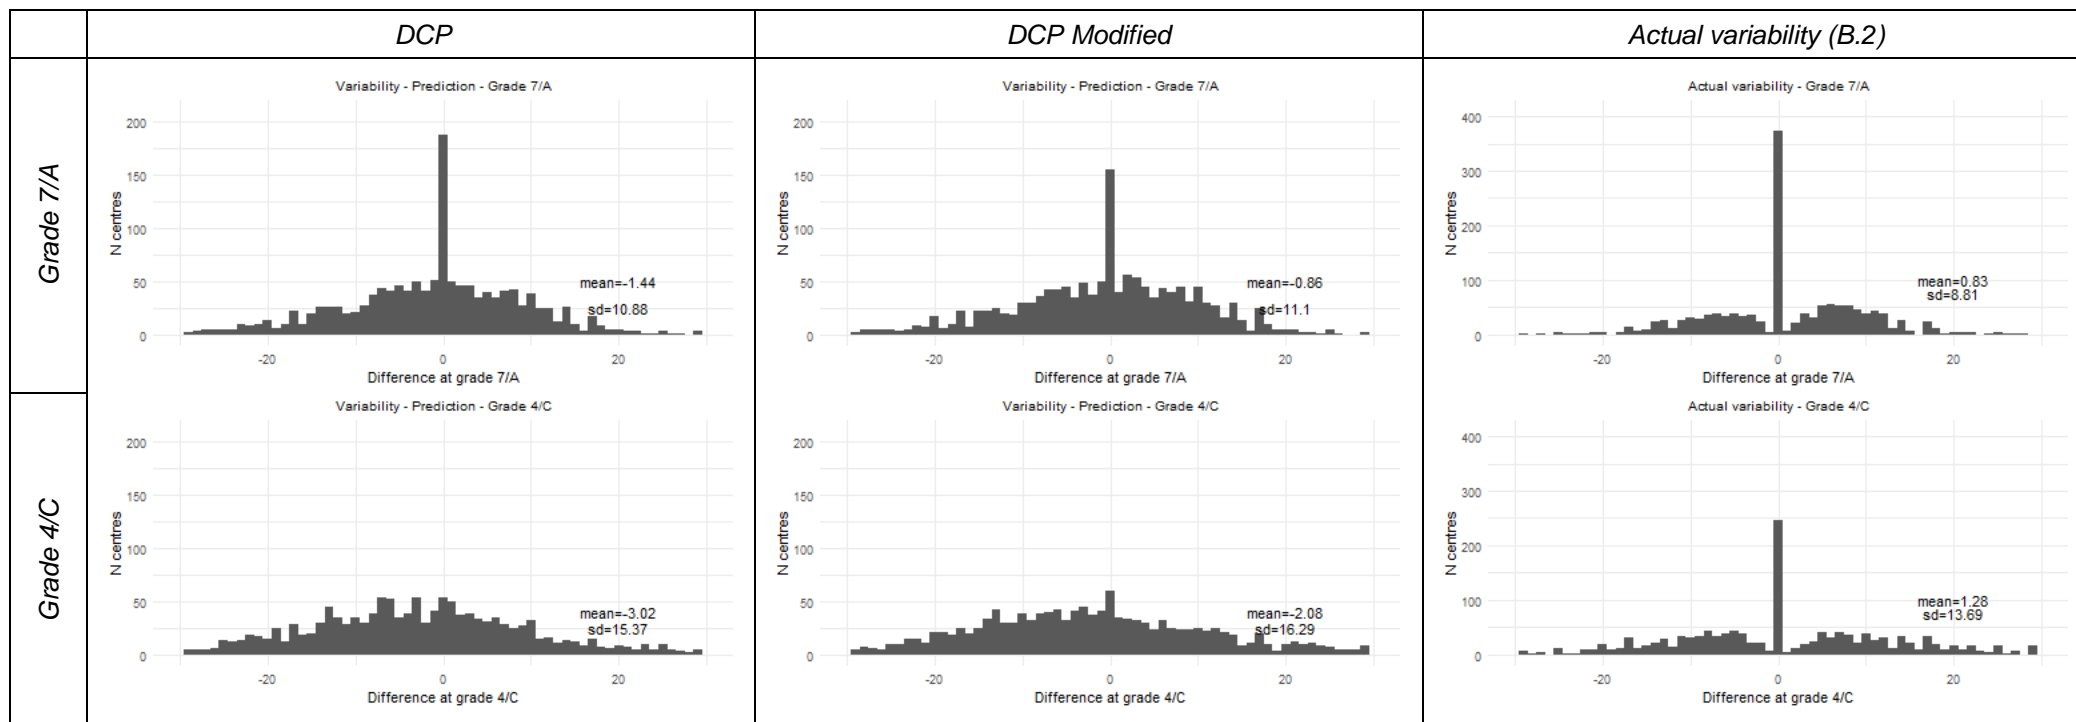 DCP
DCP Modified
Actual variability (B.2)
Grade 7/A
Variability - Prediction - Grade 7/A
200
150
100
50
0
N centres
mean=-1.44
sd=10.88
-20
0
20
Difference at grade 7/A
Variability - Prediction - Grade 7/A
200
150
100
50
0
N centres
mean=-0.86
sd=11.1
-20
0
20
Difference at grade 7/A
Actual variability - Grade 7/A
400
300
200
100
0
N centres
mean=0.83
sd=8.81
-20
0
20
Difference at grade 7/A
Grade 4/C
Variability - Prediction - Grade 4/C
200
150
100
50
0
N centres
mean=-3.02
sd=15.37
-20
0
20
Difference at grade 4/C
Variability - Prediction - Grade 4/C
200
150
100
50
0
N centres
mean=-2.08
sd=16.29
-20
0
20
Difference at grade 4/C
Actual variability - Grade 4/C
400
300
200
100
0
N centres
mean=1.28
sd=13.69
-20
0
20
Difference at grade 4/C